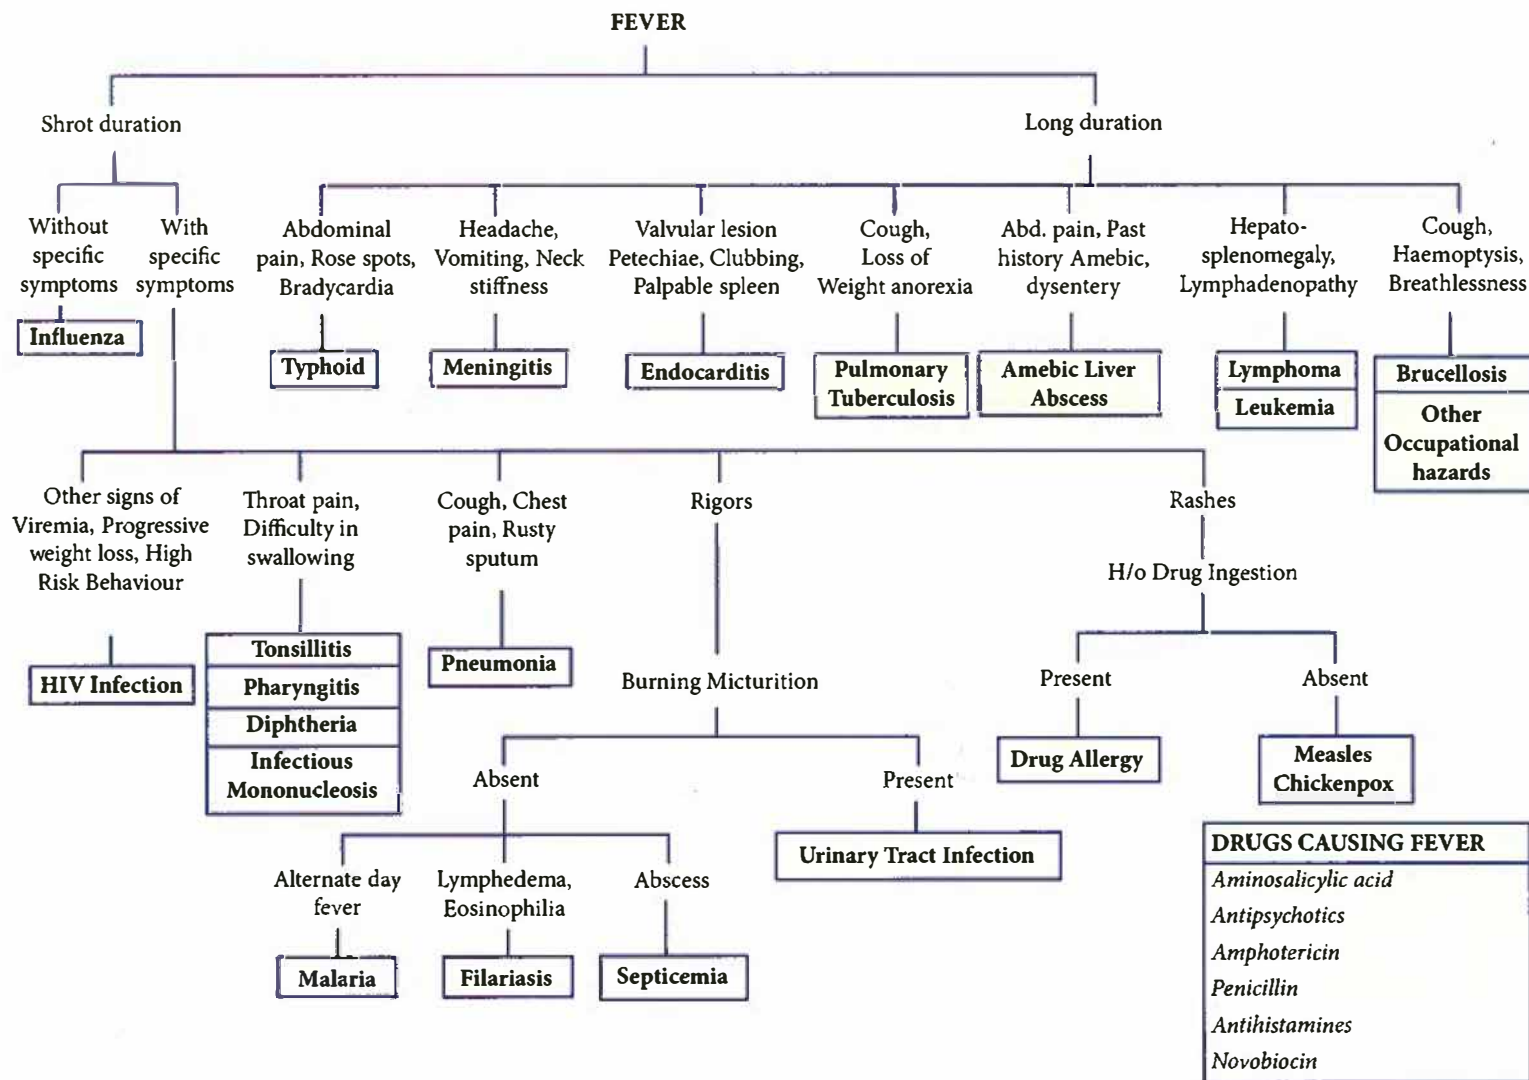 FEVER
Shrot duration
Long duration
Without
specific
symptoms
With
specific
symptoms
Abdominal
pain, Rose spots,
Bradycardia
Headache,
Vomiting, Neck
stiffness
Valvular lesion
Petechiae, Clubbing,
Palpable spleen
Cough,
Loss of
Weight anorexia
Abd. pain, Past
history Amebic,
dysentery
Hepato-
splenomegaly,
Lymphadenopathy
Cough,
Haemoptysis,
Breathlessness
Influenza
Typhoid
Meningitis
Endocarditis
Pulmonary
Tuberculosis
Amebic Liver
Abscess
Lymphoma
Leukemia
Brucellosis
Other
Occupational
hazards
Other signs of
Viremia, Progressive
weight loss, High
Risk Behaviour
Throat pain,
Difficulty in
swallowing
Cough, Chest
pain, Rusty
sputum
Rigors
Rashes
H/o Drug Ingestion
HIV Infection
Tonsillitis
Pharyngitis
Diphtheria
Infectious
Mononucleosis
Pneumonia
Burning Micturition
Present
Absent
Drug Allergy
Measles
Chickenpox
Absent
Present
Urinary Tract Infection
Alternate day
fever
Lymphedema,
Eosinophilia
Abscess
Malaria
Filariasis
Septicemia
DRUGS CAUSING FEVER
Aminosalicylic acid
Antipsychotics
Amphotericin
Penicillin
Antihistamines
Novobiocin